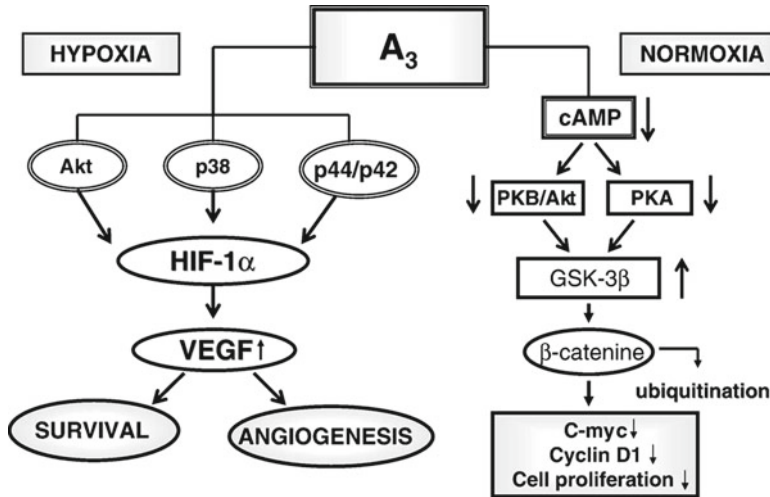 HYPOXIA
A₃
NORMOXIA
cAMP ↓
Akt
p38
p44/p42
↓ PKB/Akt
PKA ↓
HIF-1α
GSK-3β ↑
VEGF↑
β-catenine
ubiquitination
SURVIVAL
ANGIOGENESIS
C-myc↓
Cyclin D1 ↓
Cell proliferation ↓